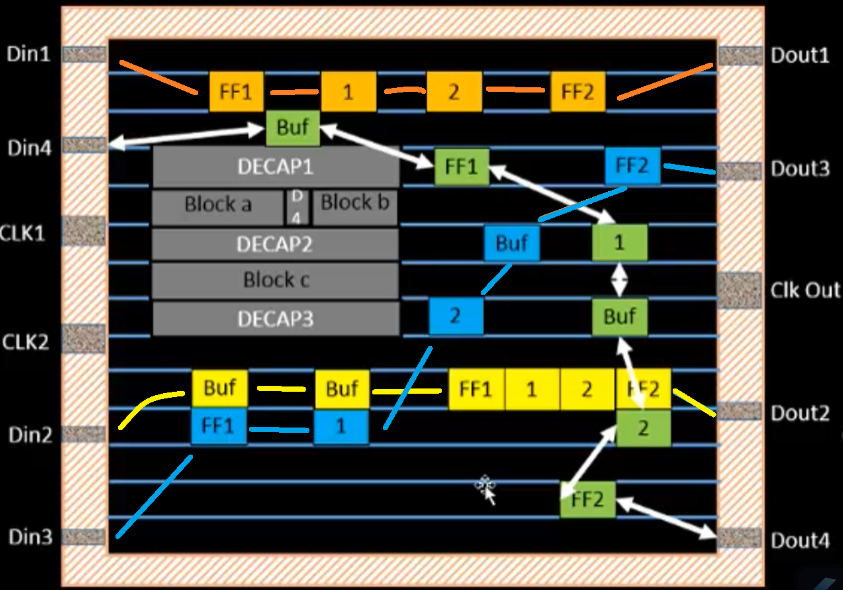 Din1
Dout1
FF1
1
2
FF2
Buf
Din4
DECAP1
FF1
FF2
Dout3
Block a
D
4
Block b
CLK1
DECAP2
Buf
1
Block c
Clk Out
DECAP3
2
Buf
CLK2
Buf
Buf
FF1
1
2
FF2
Dout2
Din2
FF1
1
2
FF2
Din3
Dout4